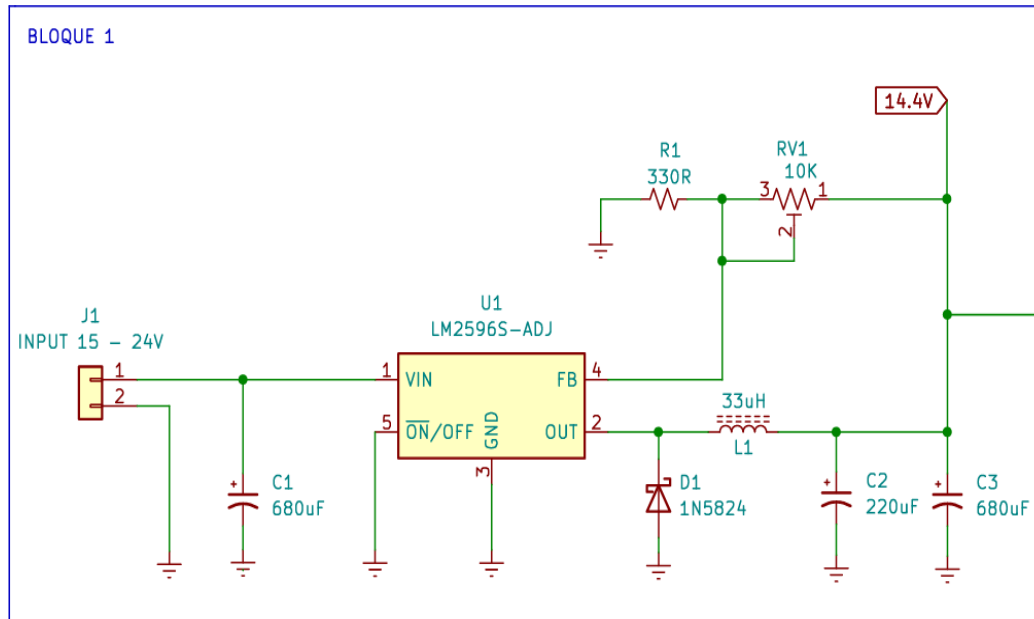 BLOQUE 1
14.4V
R1
330R
RV1
10K
3
1
2
U1
LM2596S-ADJ
J1
INPUT 15 - 24V
1
2
1
VIN
FB
4
5
ON/OFF
GND
OUT
2
3
33uH
L1
C1
680uF
D1
1N5824
C2
220uF
C3
680uF